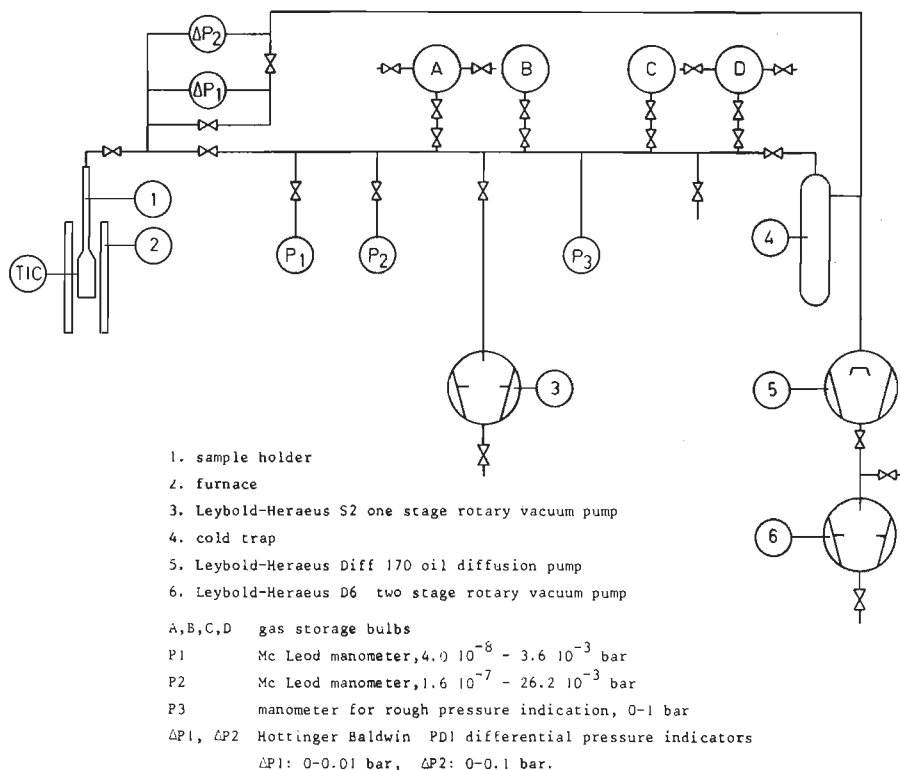 ΔP2
ΔP1
A
B
C
D
1
2
TIC
P1
P2
P3
4
3
5
6
1. sample holder
2. furnace
3. Leybold-Heraeus S2 one stage rotary vacuum pump
4. cold trap
5. Leybold-Heraeus Diff 170 oil diffusion pump
6. Leybold-Heraeus D6 two stage rotary vacuum pump
A,B,C,D gas storage bulbs
P1 Mc Leod manometer,4.0 10⁻⁸ - 3.6 10⁻³ bar
P2 Mc Leod manometer,1.6 10⁻⁷ - 26.2 10⁻³ bar
P3 manometer for rough pressure indication, 0-1 bar
ΔP1, ΔP2 Hottinger Baldwin PD1 differential pressure indicators
ΔP1: 0-0.01 bar, ΔP2: 0-0.1 bar.